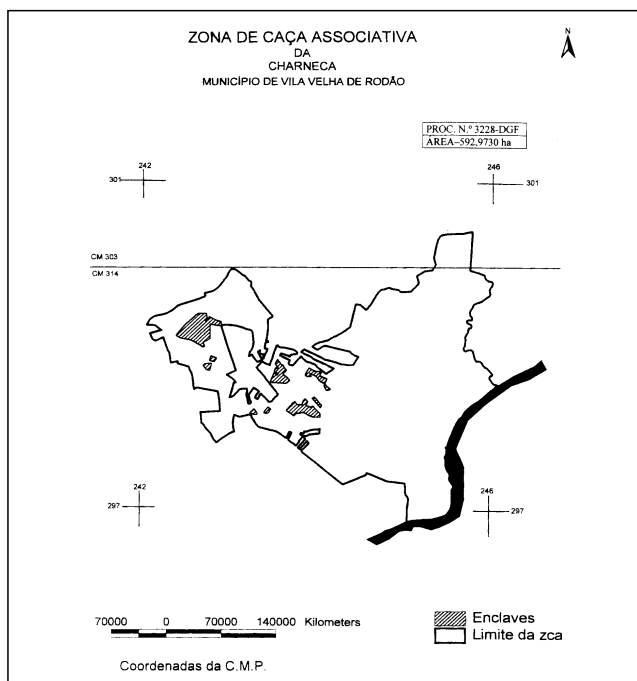 ZONA DE CAÇA ASSOCIATIVA
DA
CHARNECA
MUNICÍPIO DE VILA VELHA DE RODÃO
N
PROC. N.º 3228-DGF
ÁREA–592,9730 ha
242
301
246
301
CM 303
CM 314
242
297
246
297
70000 0 70000 140000 Kilometers
Enclaves
Limite da zca
Coordenadas da C.M.P.